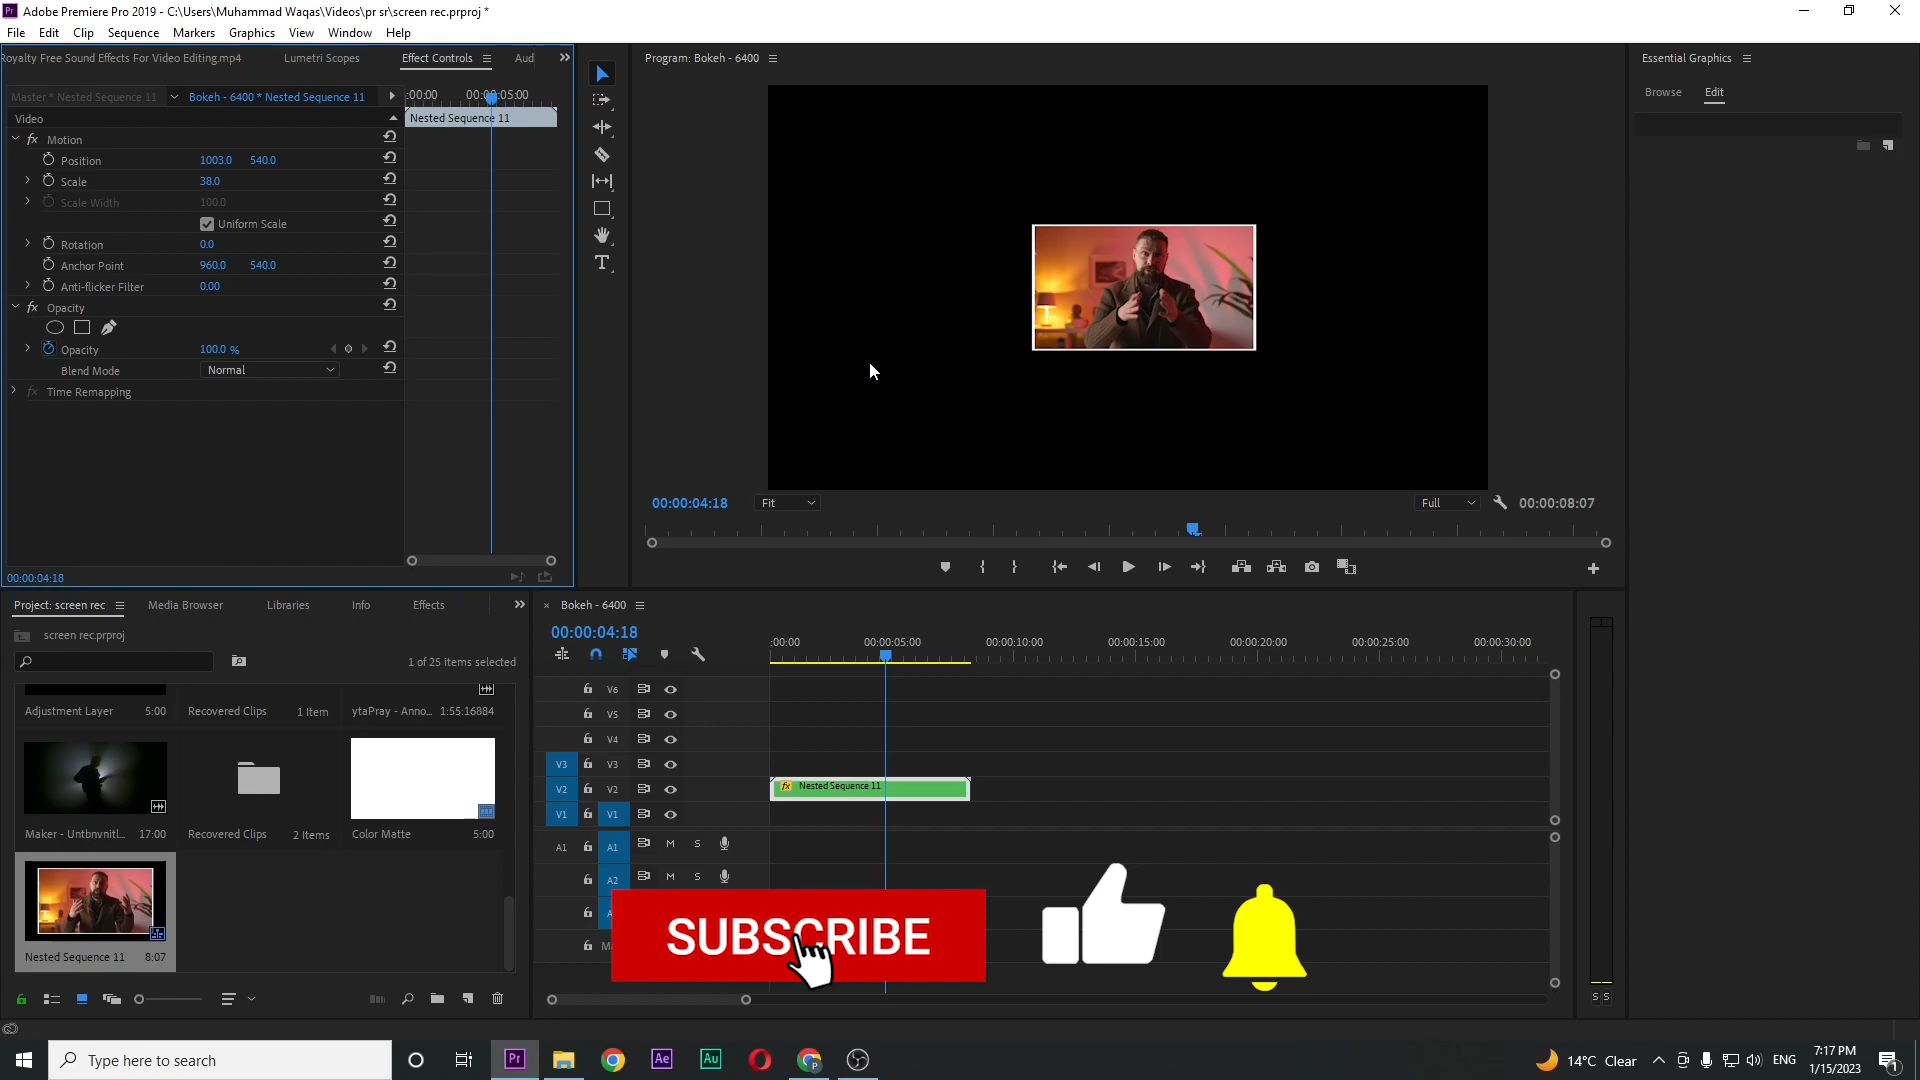 Adobe Premiere Pro 2019 - C:\Users\Muhammad Waqas\Videos\pr sr\screen rec.prproj *
File Edit Clip Sequence Markers Graphics View Window Help
Royalty Free Sound Effects For Video Editing.mp4 Lumetri Scopes Effect Controls Aud
Program: Bokeh - 6400
Essential Graphics
Browse Edit
Master * Nested Sequence 11 Bokeh - 6400 * Nested Sequence 11
:00:00 00:00:05:00
Video
Nested Sequence 11
fx Motion
Position 1003.0 540.0
Scale 38.0
Scale Width 100.0
Uniform Scale
Rotation 0.0
Anchor Point 960.0 540.0
Anti-flicker Filter 0.00
fx Opacity
Opacity 100.0 %
Blend Mode Normal
fx Time Remapping
00:00:04:18
00:00:04:18 Fit Full 00:00:08:07
Project: screen rec Media Browser Libraries Info Effects
screen rec.prproj
1 of 25 items selected
Adjustment Layer 5:00 Recovered Clips 1 Item ytaPray - Anno... 1:55:16884
Maker - Untbnvnitl... 17:00 Recovered Clips 2 Items Color Matte 5:00
Nested Sequence 11 8:07
Bokeh - 6400
00:00:04:18
:00:00 00:00:05:00 00:00:10:00 00:00:15:00 00:00:20:00 00:00:25:00 00:00:30:00
V6
V5
V4
V3 V3
V2 V2 fx Nested Sequence 11
V1 V1
A1 A1 M S
A2 M S
SUBSCRIBE
S S
Type here to search
Pr Ae Au P
14°C Clear ENG
7:17 PM
1/15/2023
1